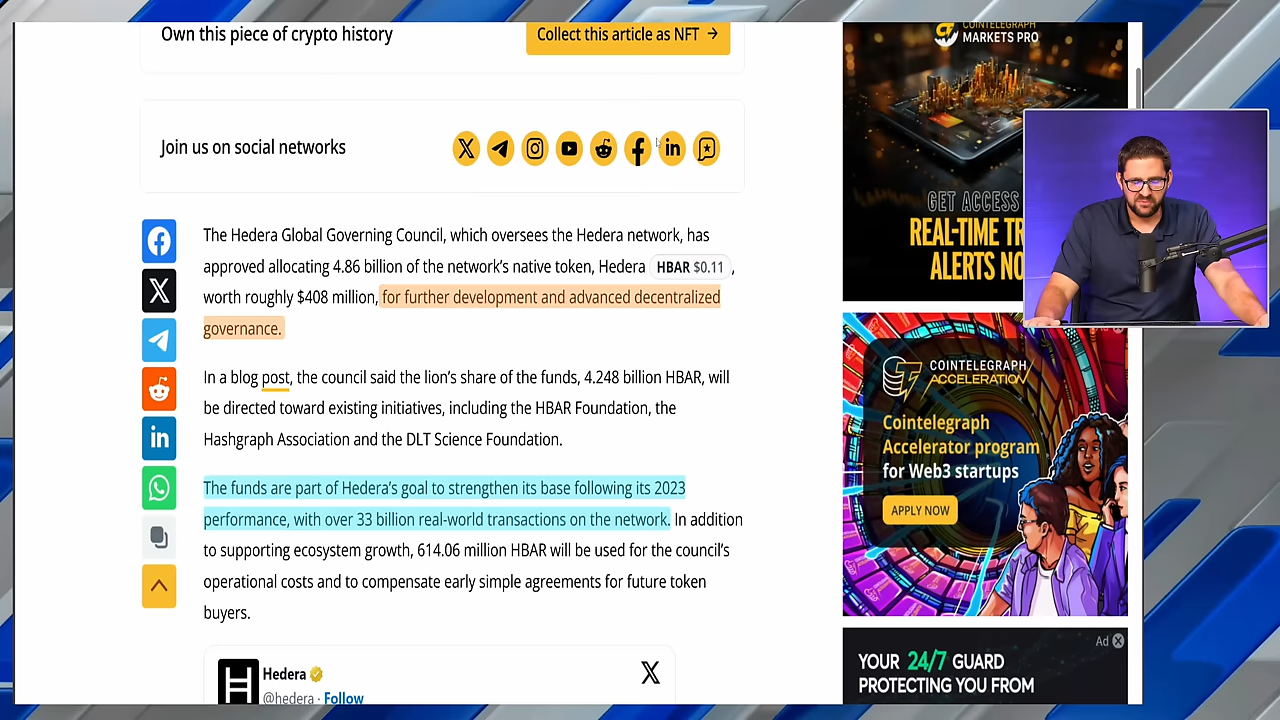 Own this piece of crypto history
Collect this article as NFT →
Join us on social networks
The Hedera Global Governing Council, which oversees the Hedera network, has
approved allocating 4.86 billion of the network's native token, Hedera HBAR $0.11 ,
worth roughly $408 million, for further development and advanced decentralized
governance.
In a blog post, the council said the lion's share of the funds, 4.248 billion HBAR, will
be directed toward existing initiatives, including the HBAR Foundation, the
Hashgraph Association and the DLT Science Foundation.
The funds are part of Hedera's goal to strengthen its base following its 2023
performance, with over 33 billion real-world transactions on the network. In addition
to supporting ecosystem growth, 614.06 million HBAR will be used for the council's
operational costs and to compensate early simple agreements for future token
buyers.
Hedera
@hedera · Follow
COINTELEGRAPH
MARKETS PRO
GET ACCESS
REAL-TIME TR
ALERTS NO
COINTELEGRAPH
ACCELERATION
Cointelegraph
Accelerator program
for Web3 startups
APPLY NOW
Ad
YOUR 24/7 GUARD
PROTECTING YOU FROM